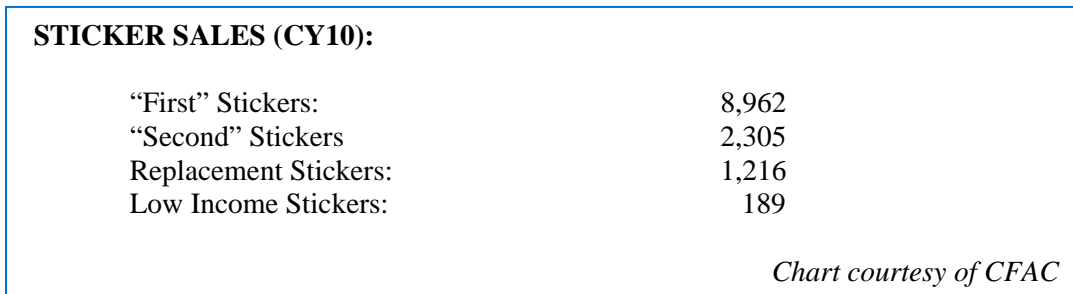 STICKER SALES (CY10):
“First” Stickers: 8,962
“Second” Stickers 2,305
Replacement Stickers: 1,216
Low Income Stickers: 189
Chart courtesy of CFAC